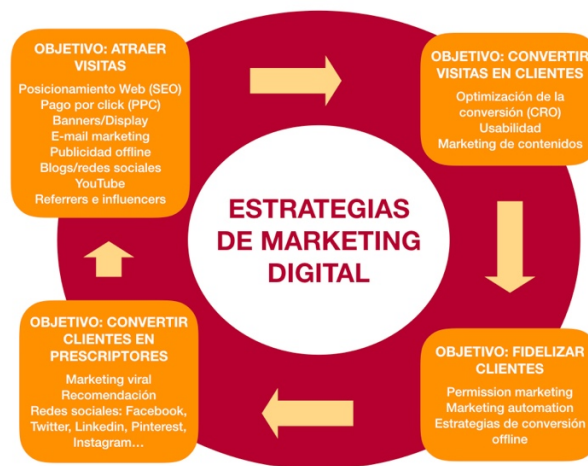 OBJETIVO: ATRAER
VISITAS
Posicionamiento Web (SEO)
Pago por click (PPC)
Banners/Display
E-mail marketing
Publicidad offline
Blogs/redes sociales
YouTube
Referrers e influencers
OBJETIVO: CONVERTIR
VISITAS EN CLIENTES
Optimización de la
conversión (CRO)
Usabilidad
Marketing de contenidos
ESTRATEGIAS
DE MARKETING
DIGITAL
OBJETIVO: CONVERTIR
CLIENTES EN
PRESCRIPTORES
Marketing viral
Recomendación
Redes sociales: Facebook,
Twitter, Linkedin, Pinterest,
Instagram...
OBJETIVO: FIDELIZAR
CLIENTES
Permission marketing
Marketing automation
Estrategias de conversión
offline